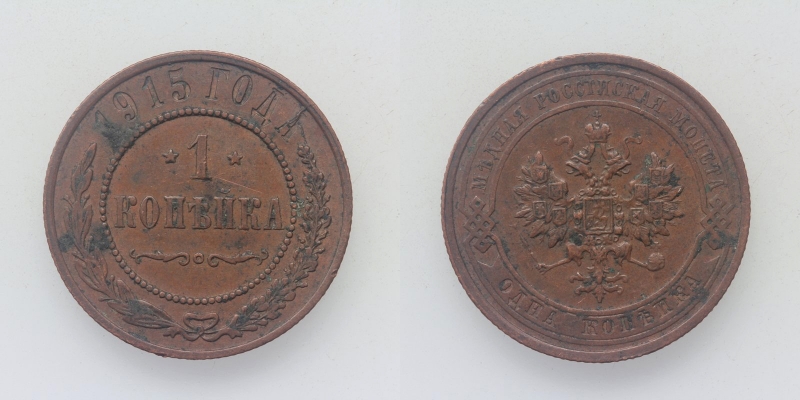 1915 ГОДА
1
КОПѢЙКА
МѢДНАЯ РОССІЙСКАЯ МОНЕТА
ОДНА КОПѢЙКА